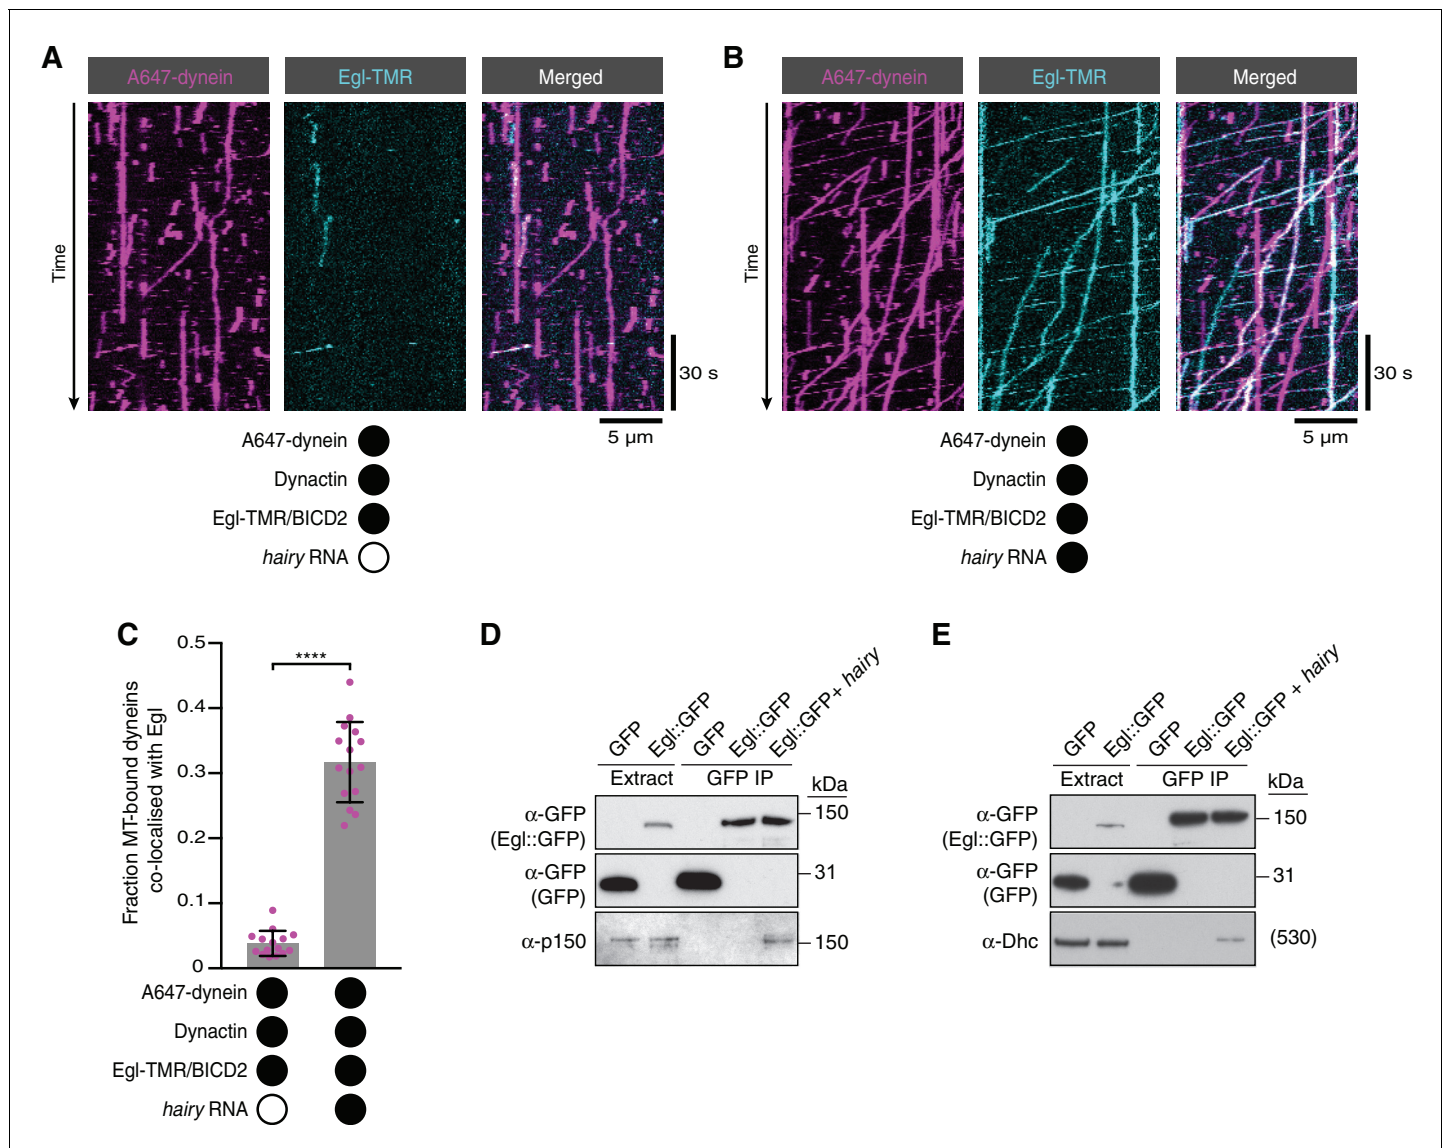 A
A647-dynein Egl-TMR Merged
Time
30 s
5 µm
A647-dynein
Dynactin
Egl-TMR/BICD2
hairy RNA
B
A647-dynein Egl-TMR Merged
Time
30 s
5 µm
A647-dynein
Dynactin
Egl-TMR/BICD2
hairy RNA
C
Fraction MT-bound dyneins
co-localised with Egl
0.5
0.4
0.3
0.2
0.1
0
****
A647-dynein
Dynactin
Egl-TMR/BICD2
hairy RNA
D
GFP Egl::GFP GFP Egl::GFP Egl::GFP + hairy
Extract GFP IP kDa
α-GFP
(Egl::GFP)
150
α-GFP
(GFP)
31
α-p150
150
E
GFP Egl::GFP GFP Egl::GFP Egl::GFP + hairy
Extract GFP IP kDa
α-GFP
(Egl::GFP)
150
α-GFP
(GFP)
31
α-Dhc
(530)